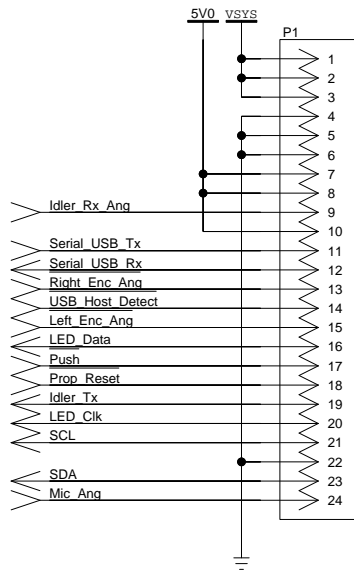 5V0 VSYS
P1
1
2
3
4
5
6
7
8
Idler_Rx_Ang 9
10
Serial_USB_Tx 11
Serial_USB_Rx 12
Right_Enc_Ang 13
USB_Host_Detect 14
Left_Enc_Ang 15
LED_Data 16
Push 17
Prop_Reset 18
Idler_Tx 19
LED_Clk 20
SCL 21
22
SDA 23
Mic_Ang 24